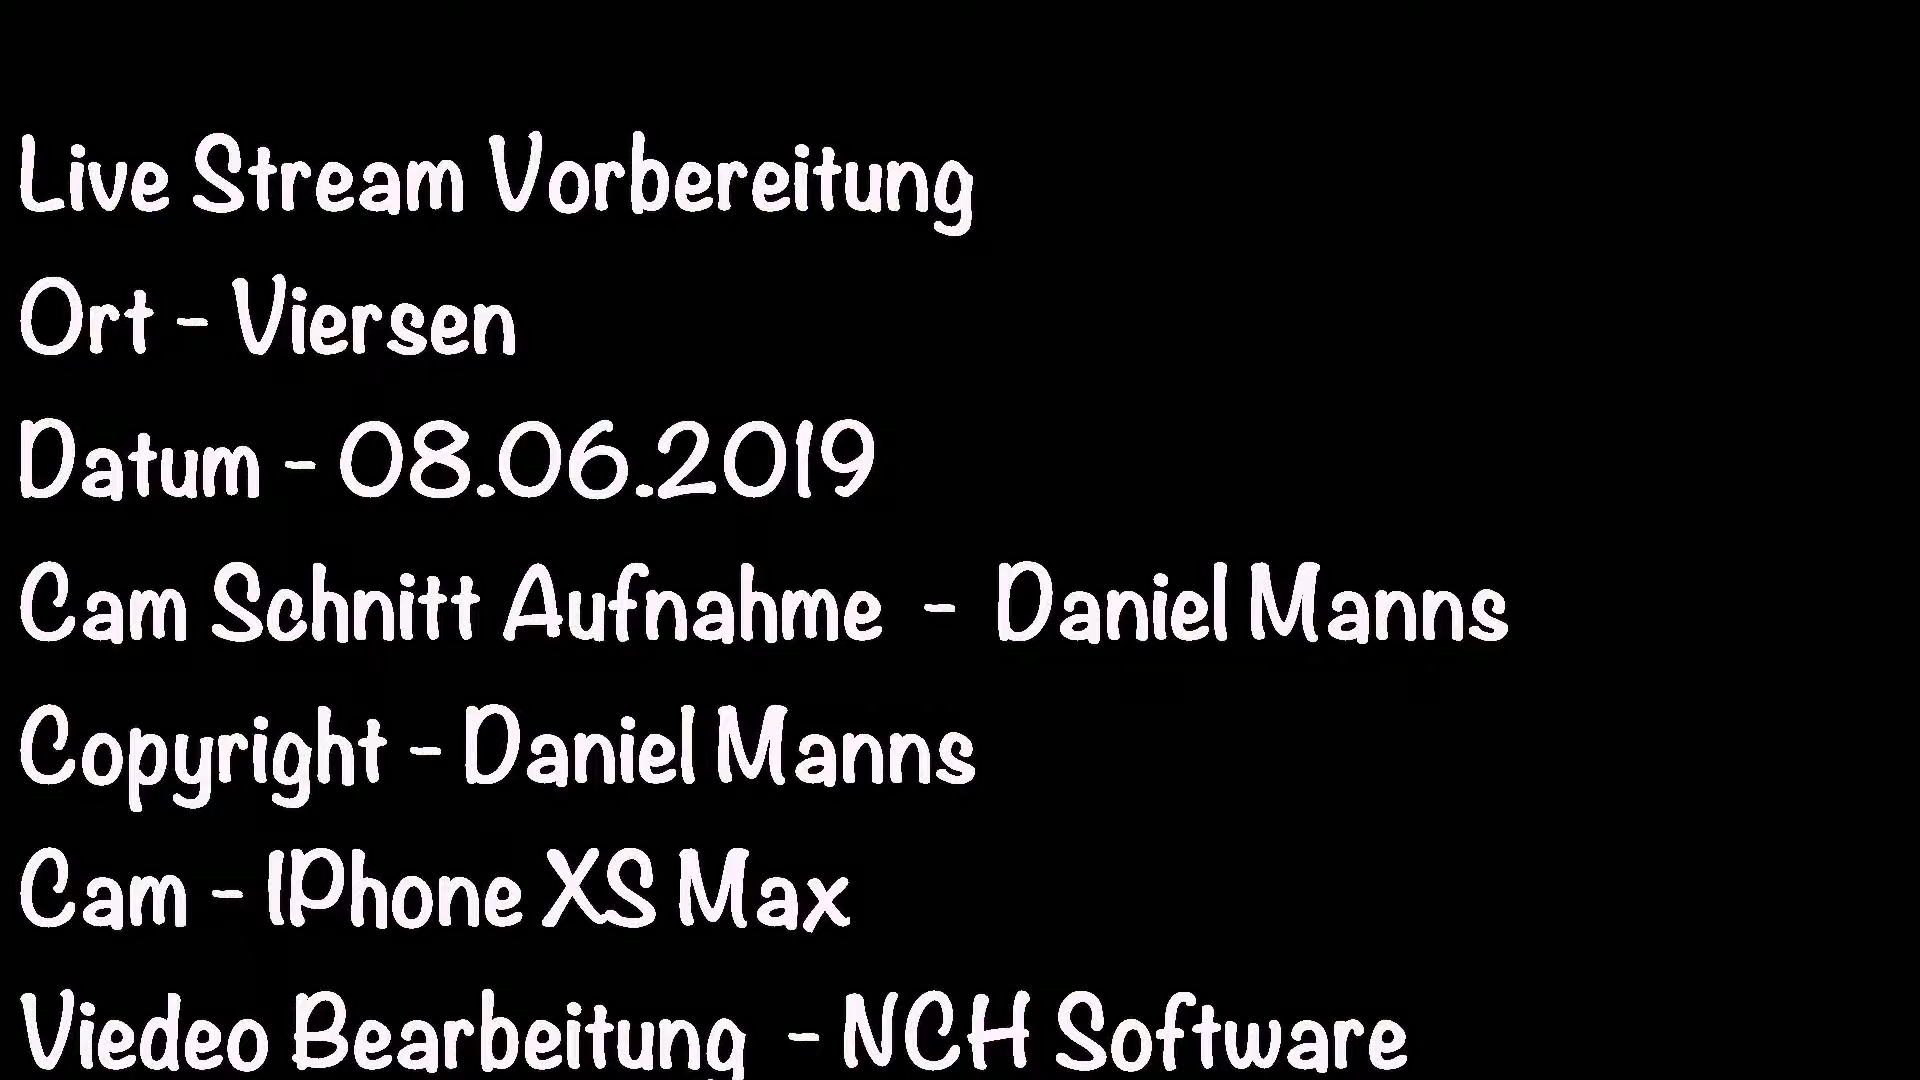 Live Stream Vorbereitung
Ort - Viersen
Datum - 08.06.2019
Cam Schnitt Aufnahme - Daniel Manns
Copyright - Daniel Manns
Cam - IPhone XS Max
Viedeo Bearbeitung - NCH Software